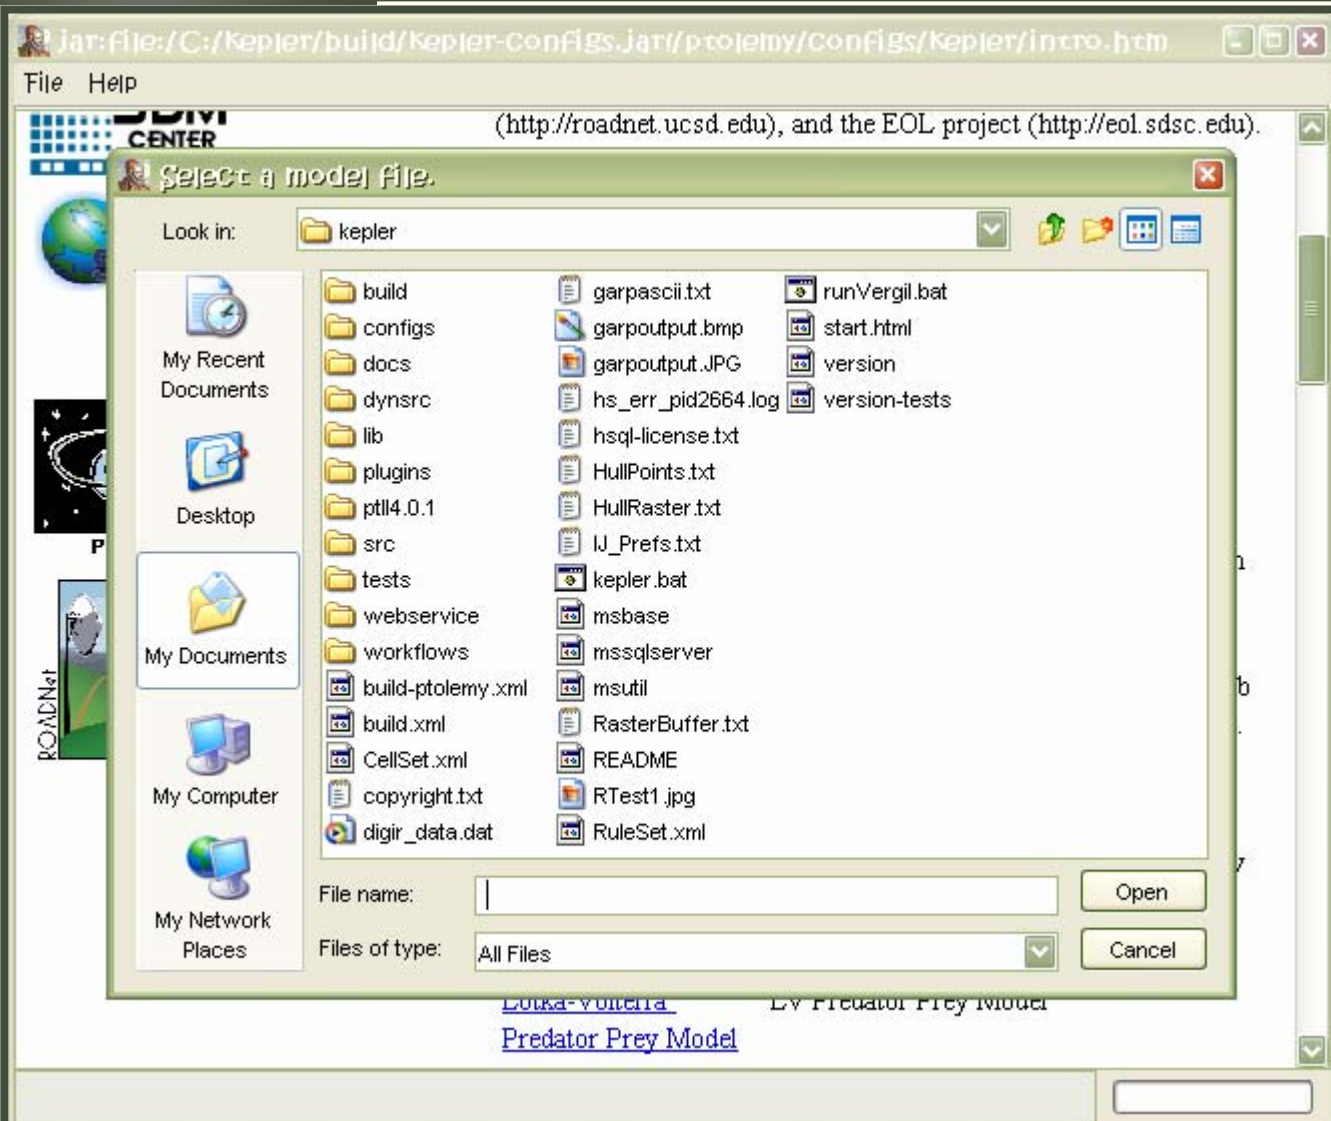 jar:file:/C:/Kepler/build/kepler-configs.jar!/ptolemy/configs/kepler/intro.htm
File Help
CENTER
(http://roadnet.ucsd.edu), and the EOL project (http://eol.sdsc.edu).
Select a model file.
Look in: kepler
My Recent Documents
Desktop
My Documents
My Computer
My Network Places
build
configs
docs
dynsrc
lib
plugins
ptII4.0.1
src
tests
webservice
workflows
build-ptolemy.xml
build.xml
CellSet.xml
copyright.txt
digir_data.dat
garpascii.txt
garpoutput.bmp
garpoutput.JPG
hs_err_pid2664.log
hsql-license.txt
HullPoints.txt
HullRaster.txt
IJ_Prefs.txt
kepler.bat
msbase
mssqlserver
msutil
RasterBuffer.txt
README
RTest1.jpg
RuleSet.xml
runVergil.bat
start.html
version
version-tests
File name:
Open
Files of type: All Files
Cancel
ROADNet
Lotka-Volterra LV Predator Prey Model
Predator Prey Model